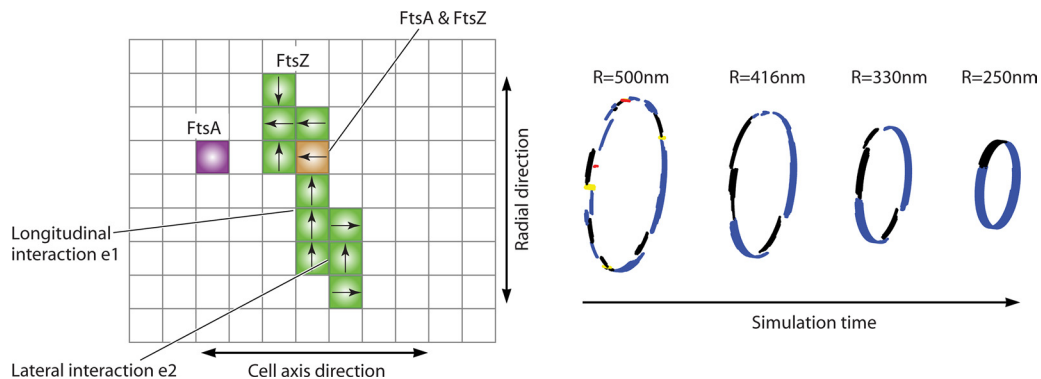 FtsA & FtsZ
FtsZ
FtsA
Longitudinal
interaction e1
Lateral interaction e2
Cell axis direction
Radial direction
R=500nm
R=416nm
R=330nm
R=250nm
Simulation time